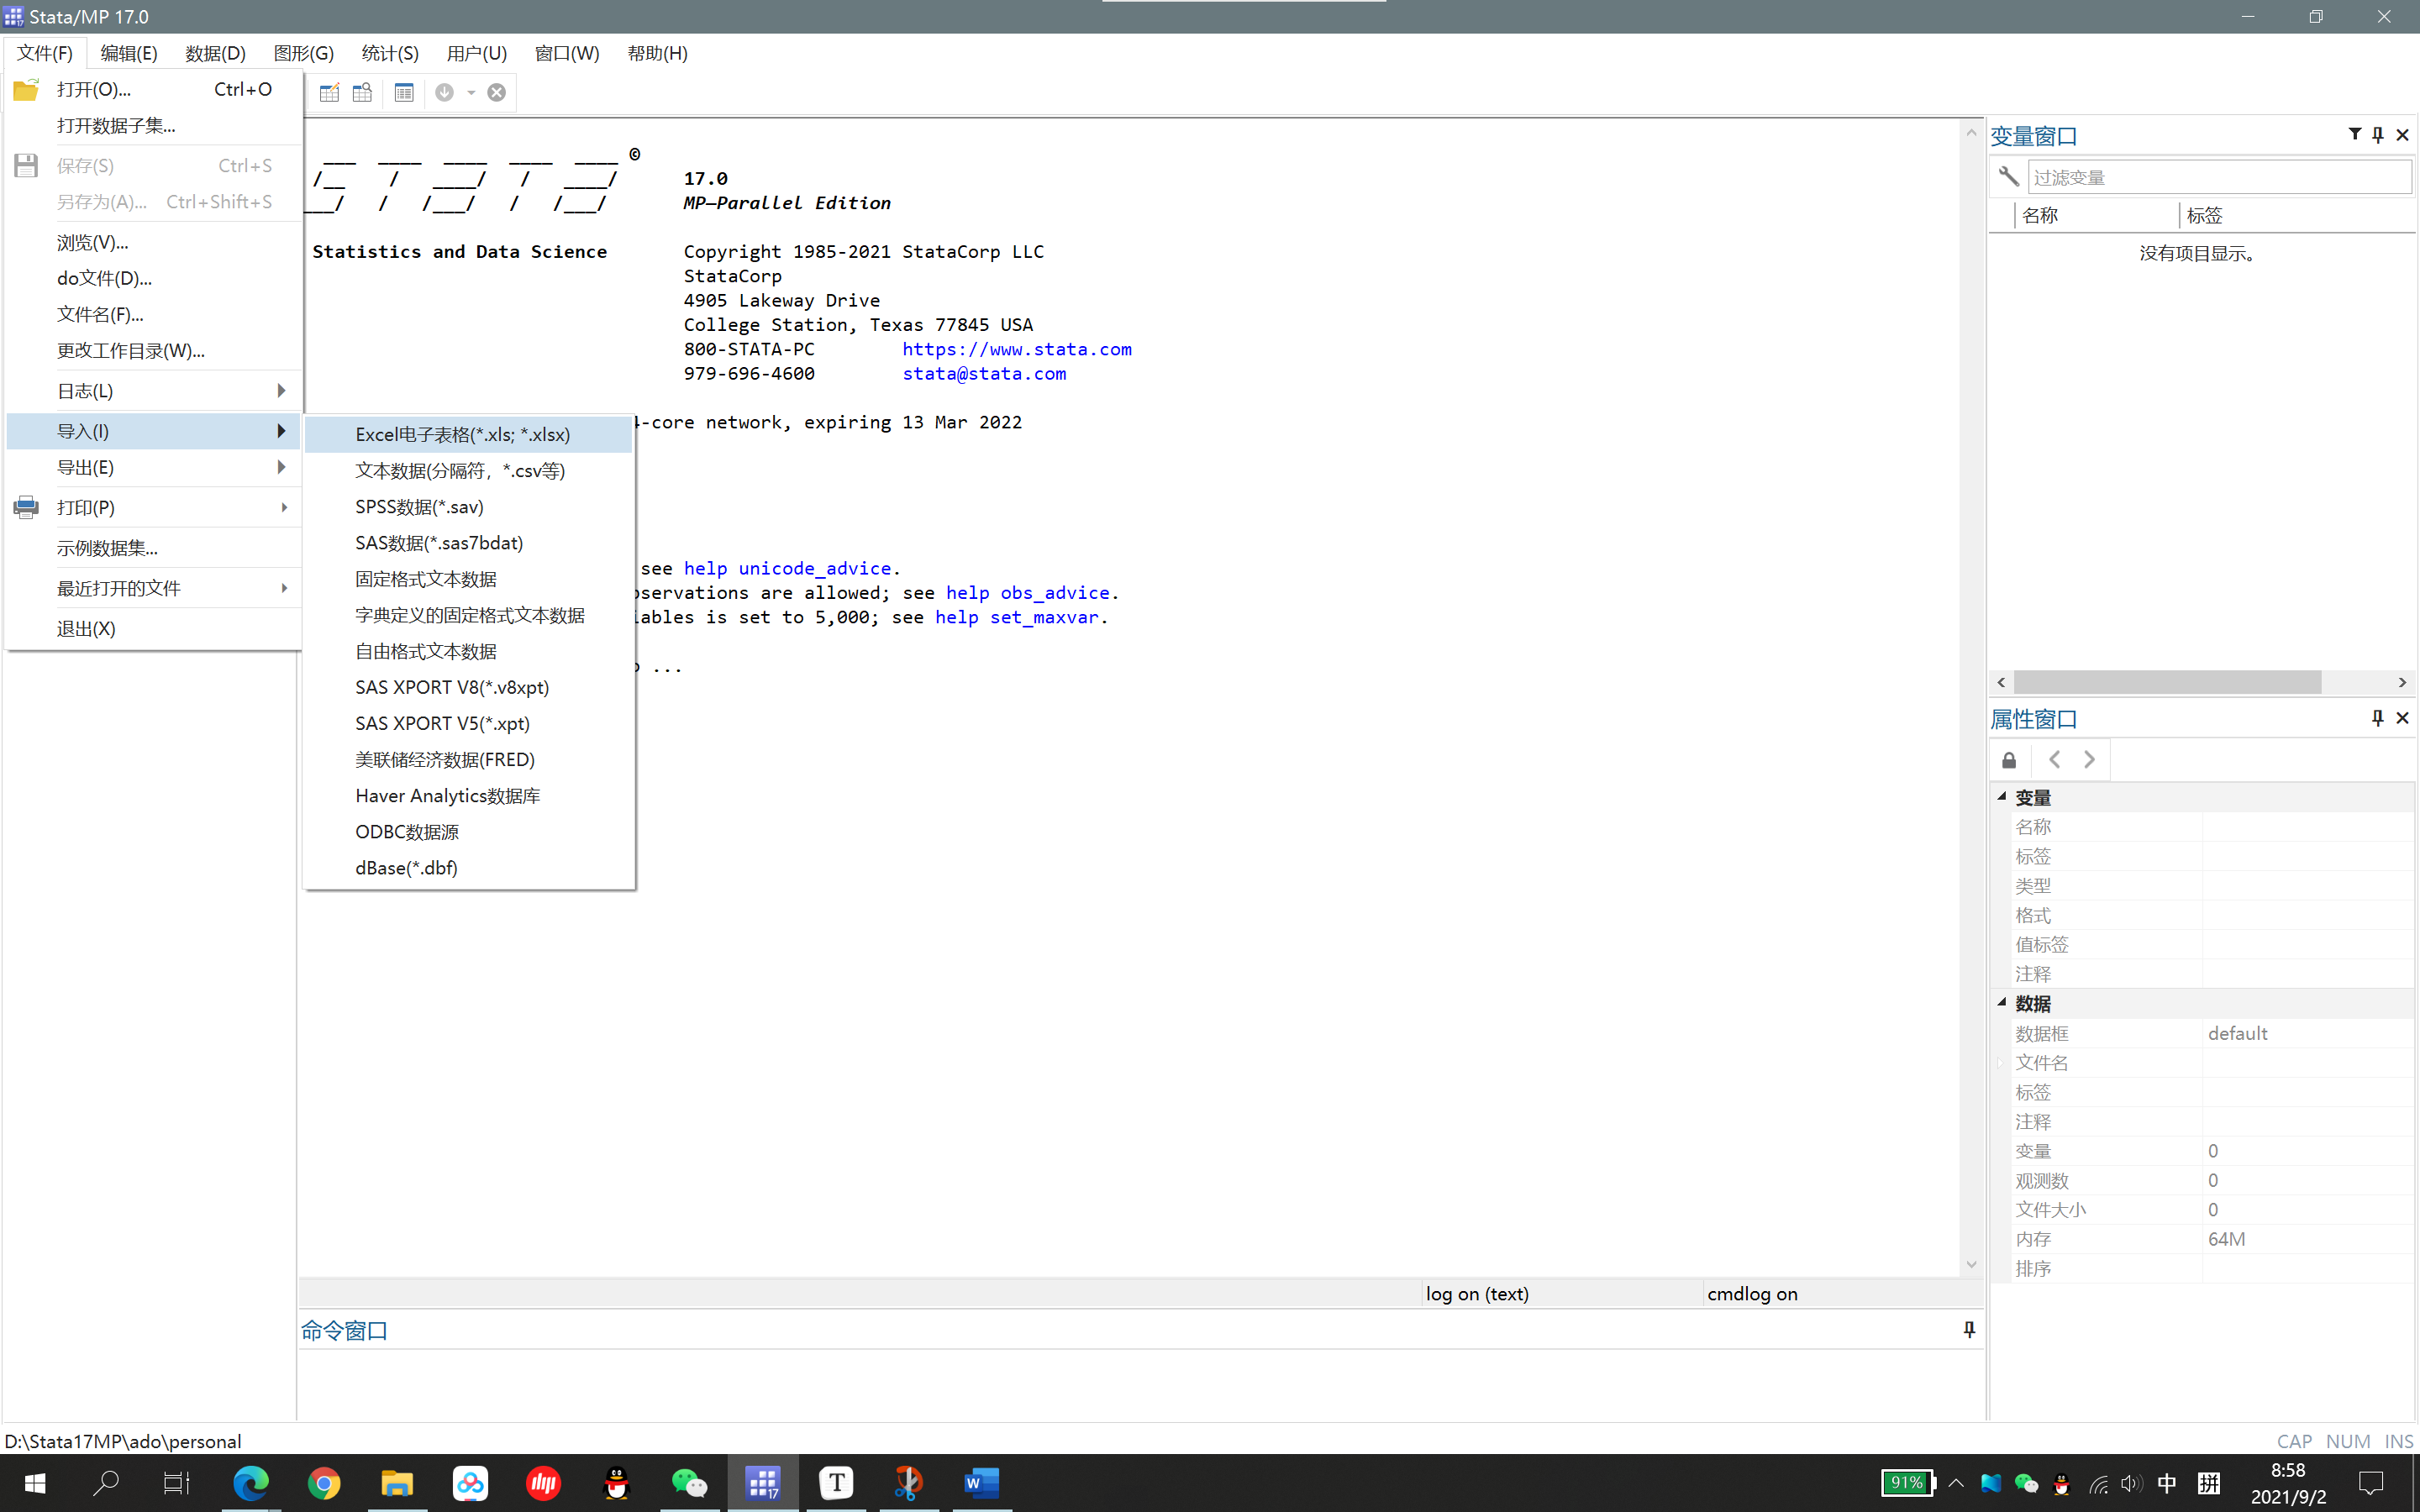 Stata/MP 17.0
文件(F) 编辑(E) 数据(D) 图形(G) 统计(S) 用户(U) 窗口(W) 帮助(H)
打开(O)... Ctrl+O
打开数据子集...
保存(S) Ctrl+S
另存为(A)... Ctrl+Shift+S
浏览(V)...
do文件(D)...
文件名(F)...
更改工作目录(W)...
日志(L)
导入(I)
导出(E)
打印(P)
示例数据集...
最近打开的文件
退出(X)
Excel电子表格(*.xls; *.xlsx)
文本数据(分隔符，*.csv等)
SPSS数据(*.sav)
SAS数据(*.sas7bdat)
固定格式文本数据
字典定义的固定格式文本数据
自由格式文本数据
SAS XPORT V8(*.v8xpt)
SAS XPORT V5(*.xpt)
美联储经济数据(FRED)
Haver Analytics数据库
ODBC数据源
dBase(*.dbf)
©
17.0
MP—Parallel Edition
Statistics and Data Science Copyright 1985-2021 StataCorp LLC
StataCorp
4905 Lakeway Drive
College Station, Texas 77845 USA
800-STATA-PC https://www.stata.com
979-696-4600 stata@stata.com
4-core network, expiring 13 Mar 2022
see help unicode_advice.
bservations are allowed; see help obs_advice.
iables is set to 5,000; see help set_maxvar.
...
log on (text) cmdlog on
命令窗口
变量窗口
过滤变量
名称 标签
没有项目显示。
属性窗口
变量
名称
标签
类型
格式
值标签
注释
数据
数据框 default
文件名
标签
注释
变量 0
观测数 0
文件大小 0
内存 64M
排序
D:\Stata17MP\ado\personal
CAP NUM INS
17
T
W
91%
中
拼
8:58
2021/9/2